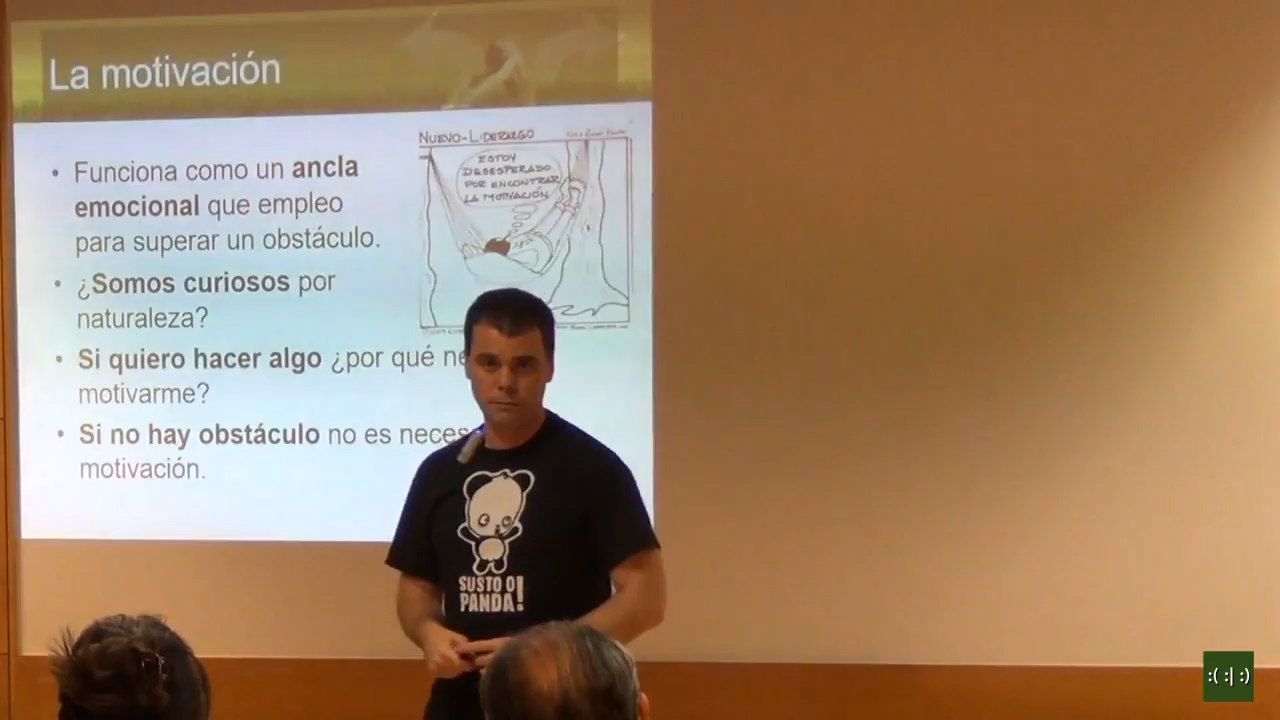 La motivación
• Funciona como un ancla
emocional que empleo
para superar un obstáculo.
• ¿Somos curiosos por
naturaleza?
• Si quiero hacer algo ¿por qué
motivarme?
• Si no hay obstáculo no es
motivación.
NUEVO-LIDERAZGO
ESTOY
DESESPERADO
POR ENCONTRAR
LA MOTIVACIÓN
SUSTO O
PANDA!
:( :| :)